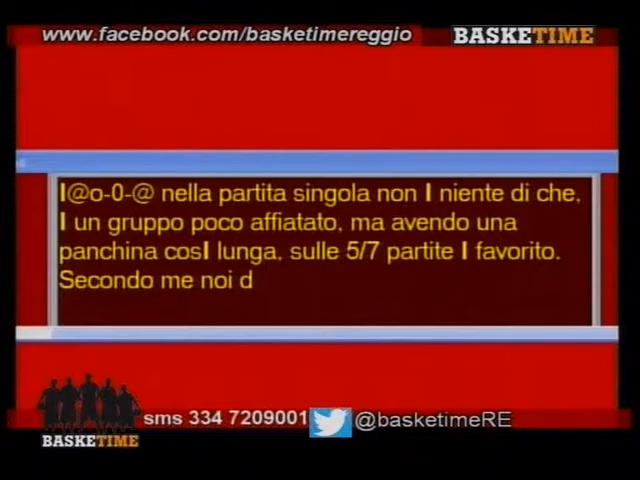 www.facebook.com/basketimereggio
BASKETIME
I@o-0-@ nella partita singola non I niente di che,
I un gruppo poco affiatato, ma avendo una
panchina cosI lunga, sulle 5/7 partite I favorito.
Secondo me noi d
sms 334 7209001
@basketimeRE
BASKETIME